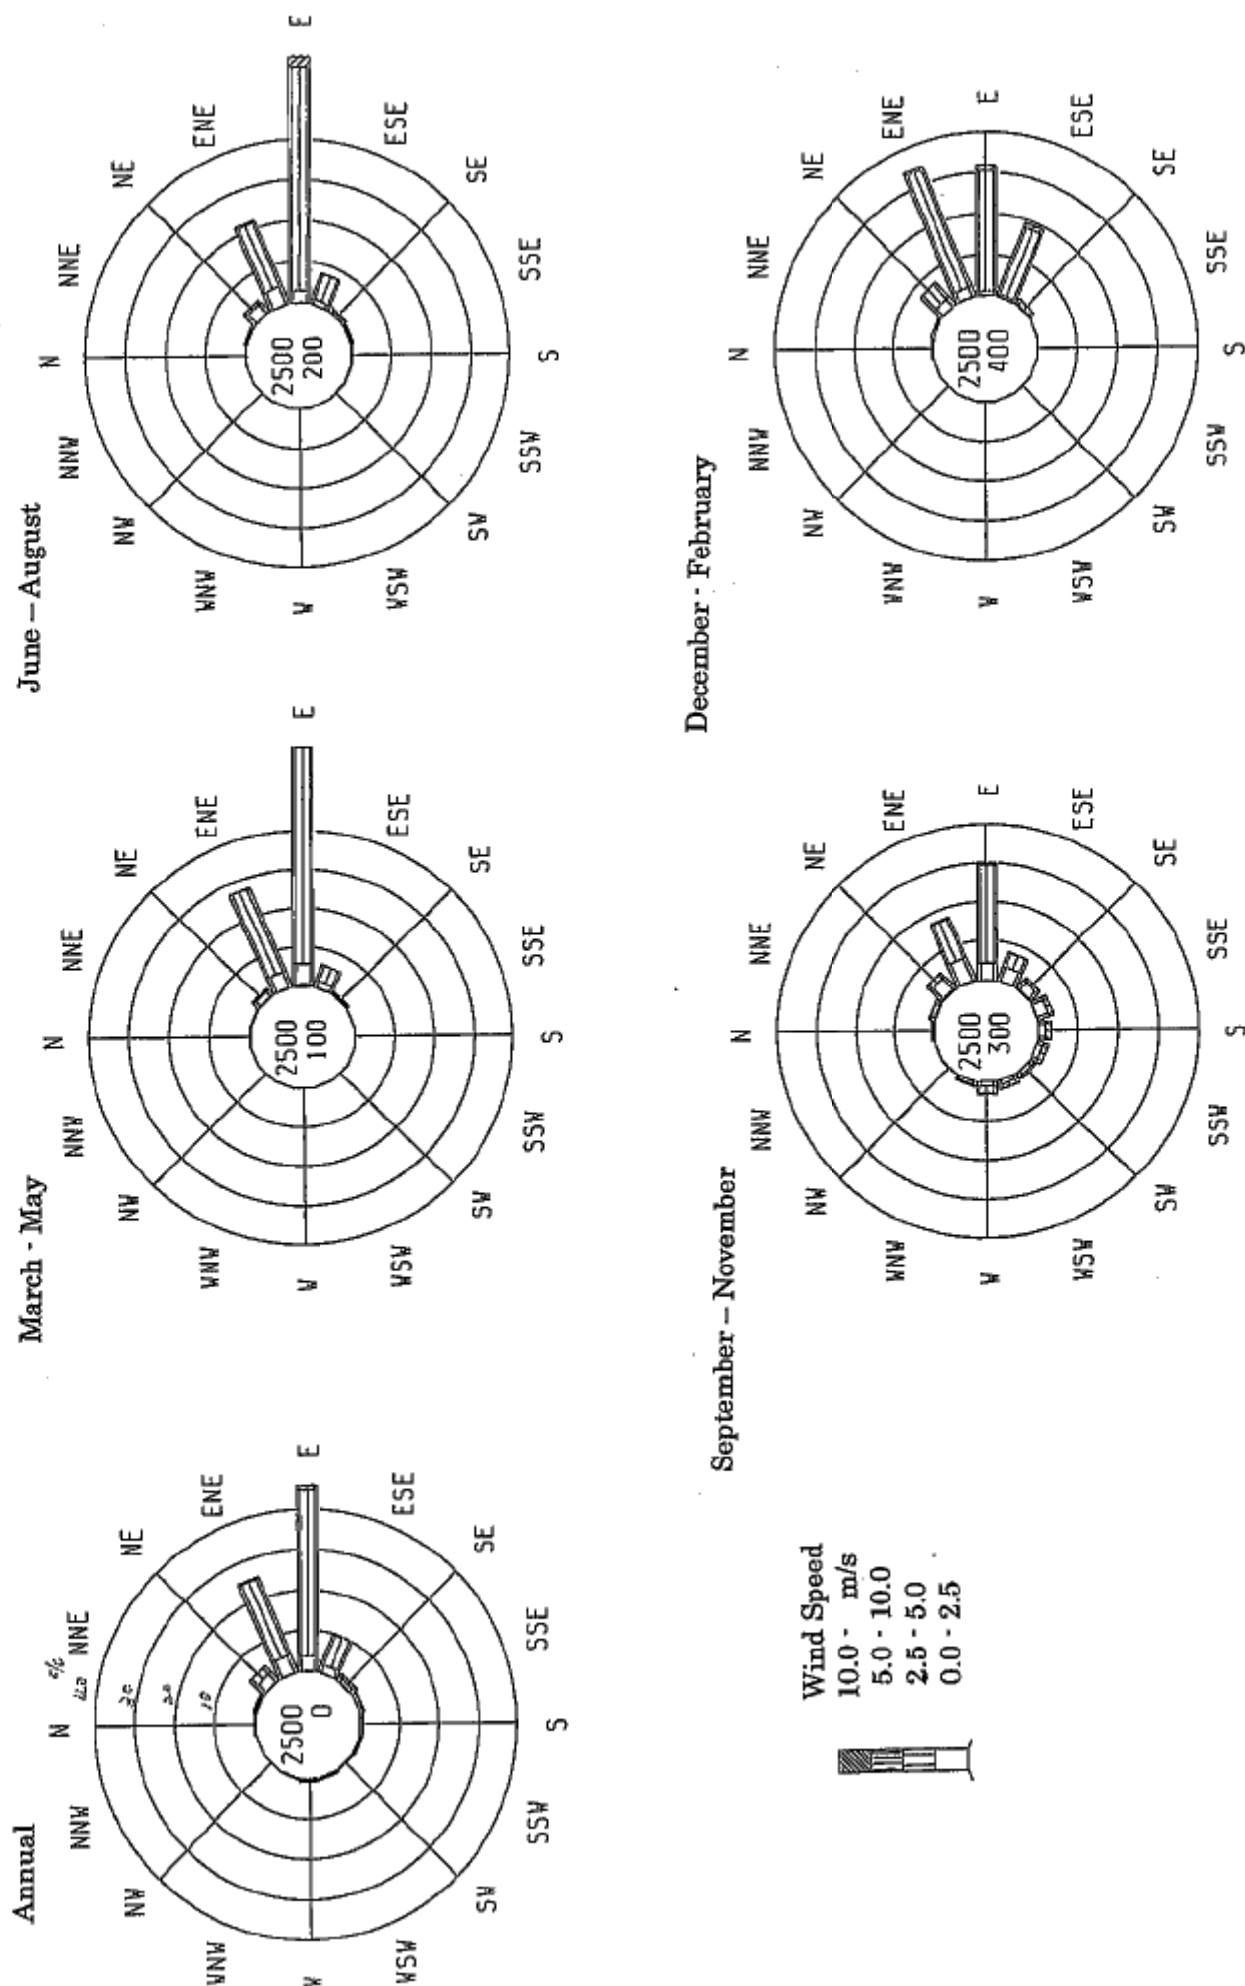 Annual
N
NNE
NE
ENE
E
ESE
SE
SSE
S
SSW
SW
WSW
W
WNW
NW
NNW
10
20
30
2500
0
March - May
N
NNE
NE
ENE
E
ESE
SE
SSE
S
SSW
SW
WSW
W
WNW
NW
NNW
2500
100
June – August
N
NNE
NE
ENE
E
ESE
SE
SSE
S
SSW
SW
WSW
W
WNW
NW
NNW
2500
200
Wind Speed
10.0 - m/s
5.0 - 10.0
2.5 - 5.0
0.0 - 2.5
September – November
N
NNE
NE
ENE
E
ESE
SE
SSE
S
SSW
SW
WSW
W
WNW
NW
NNW
2500
300
December - February
N
NNE
NE
ENE
E
ESE
SE
SSE
S
SSW
SW
WSW
W
WNW
NW
NNW
2500
400